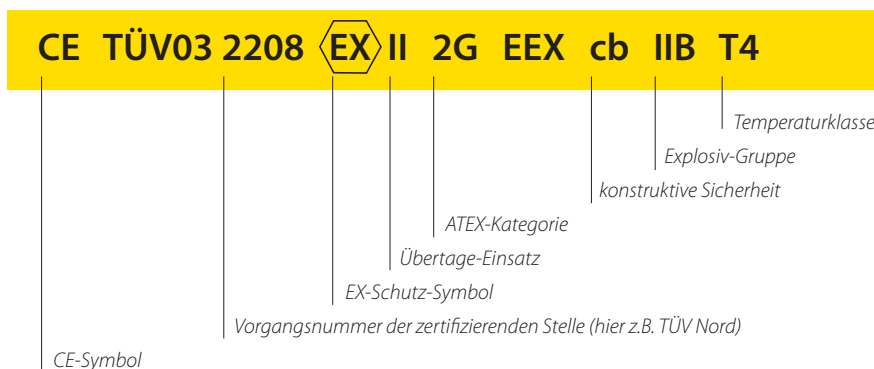 CE TÜV03 2208 EX II 2G EEX cb IIB T4
Temperaturklasse
Explosiv-Gruppe
konstruktive Sicherheit
ATEX-Kategorie
Übertage-Einsatz
EX-Schutz-Symbol
Vorgangsnummer der zertifizierenden Stelle (hier z.B. TÜV Nord)
CE-Symbol